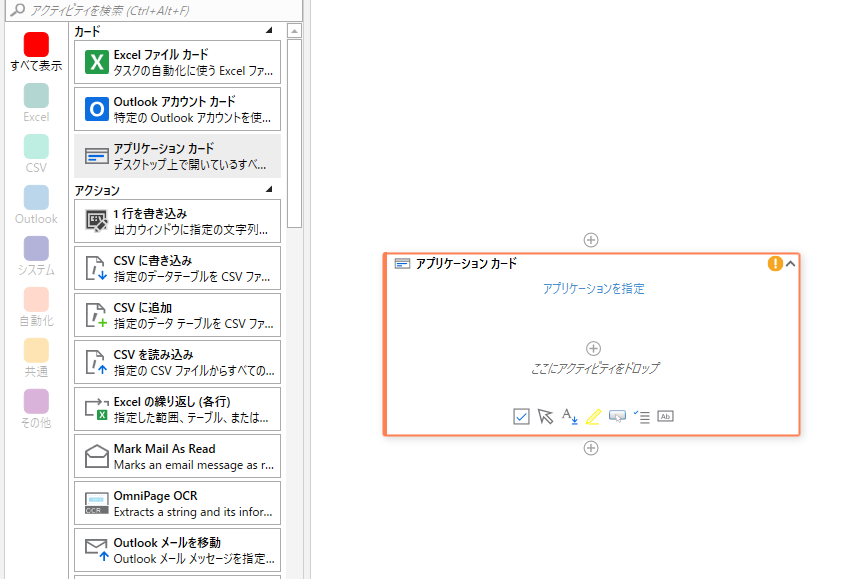 アクティビティを検索 (Ctrl+Alt+F)
すべて表示
Excel
CSV
Outlook
システム
自動化
共通
その他
カード
Excel ファイル カード
タスクの自動化に使う Excel ファ...
Outlook アカウント カード
特定の Outlook アカウントを使...
アプリケーション カード
デスクトップ上で開いているすべ...
アクション
1 行を書き込み
出力ウィンドウに指定の文字列...
CSV に書き込み
指定のデータテーブルを CSV ファ...
CSV に追加
指定のデータ テーブルを CSV ファ...
CSV を読み込み
指定の CSV ファイルからすべての...
Excel の繰り返し (各行)
指定した範囲、テーブル、または...
Mark Mail As Read
Marks an email message as r...
OmniPage OCR
Extracts a string and its infor...
Outlook メールを移動
Outlook メール メッセージを指定...
アプリケーション カード
アプリケーションを指定
ここにアクティビティをドロップ